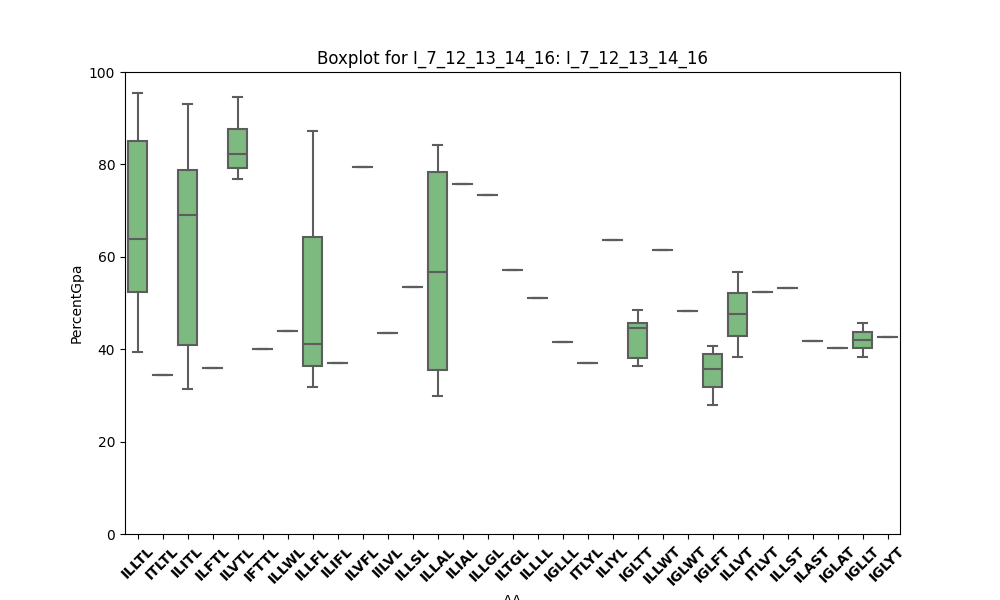 Boxplot for I_7_12_13_14_16: I_7_12_13_14_16
100
80
60
40
20
0
PercentGpa
ILLTL
ITLTL
ILITL
ILFTL
ILVTL
IFTTL
ILLWL
ILLFL
ILIFL
ILVFL
IILVL
ILLSL
ILLAL
ILIAL
ILLGL
ILTGL
ILLLL
IGLLL
ITLYL
ILIYL
IGLTT
ILLWT
IGLWT
IGLFT
ILLVT
ITLVT
ILLST
ILAST
IGLAT
IGLLT
IGLYT
AA